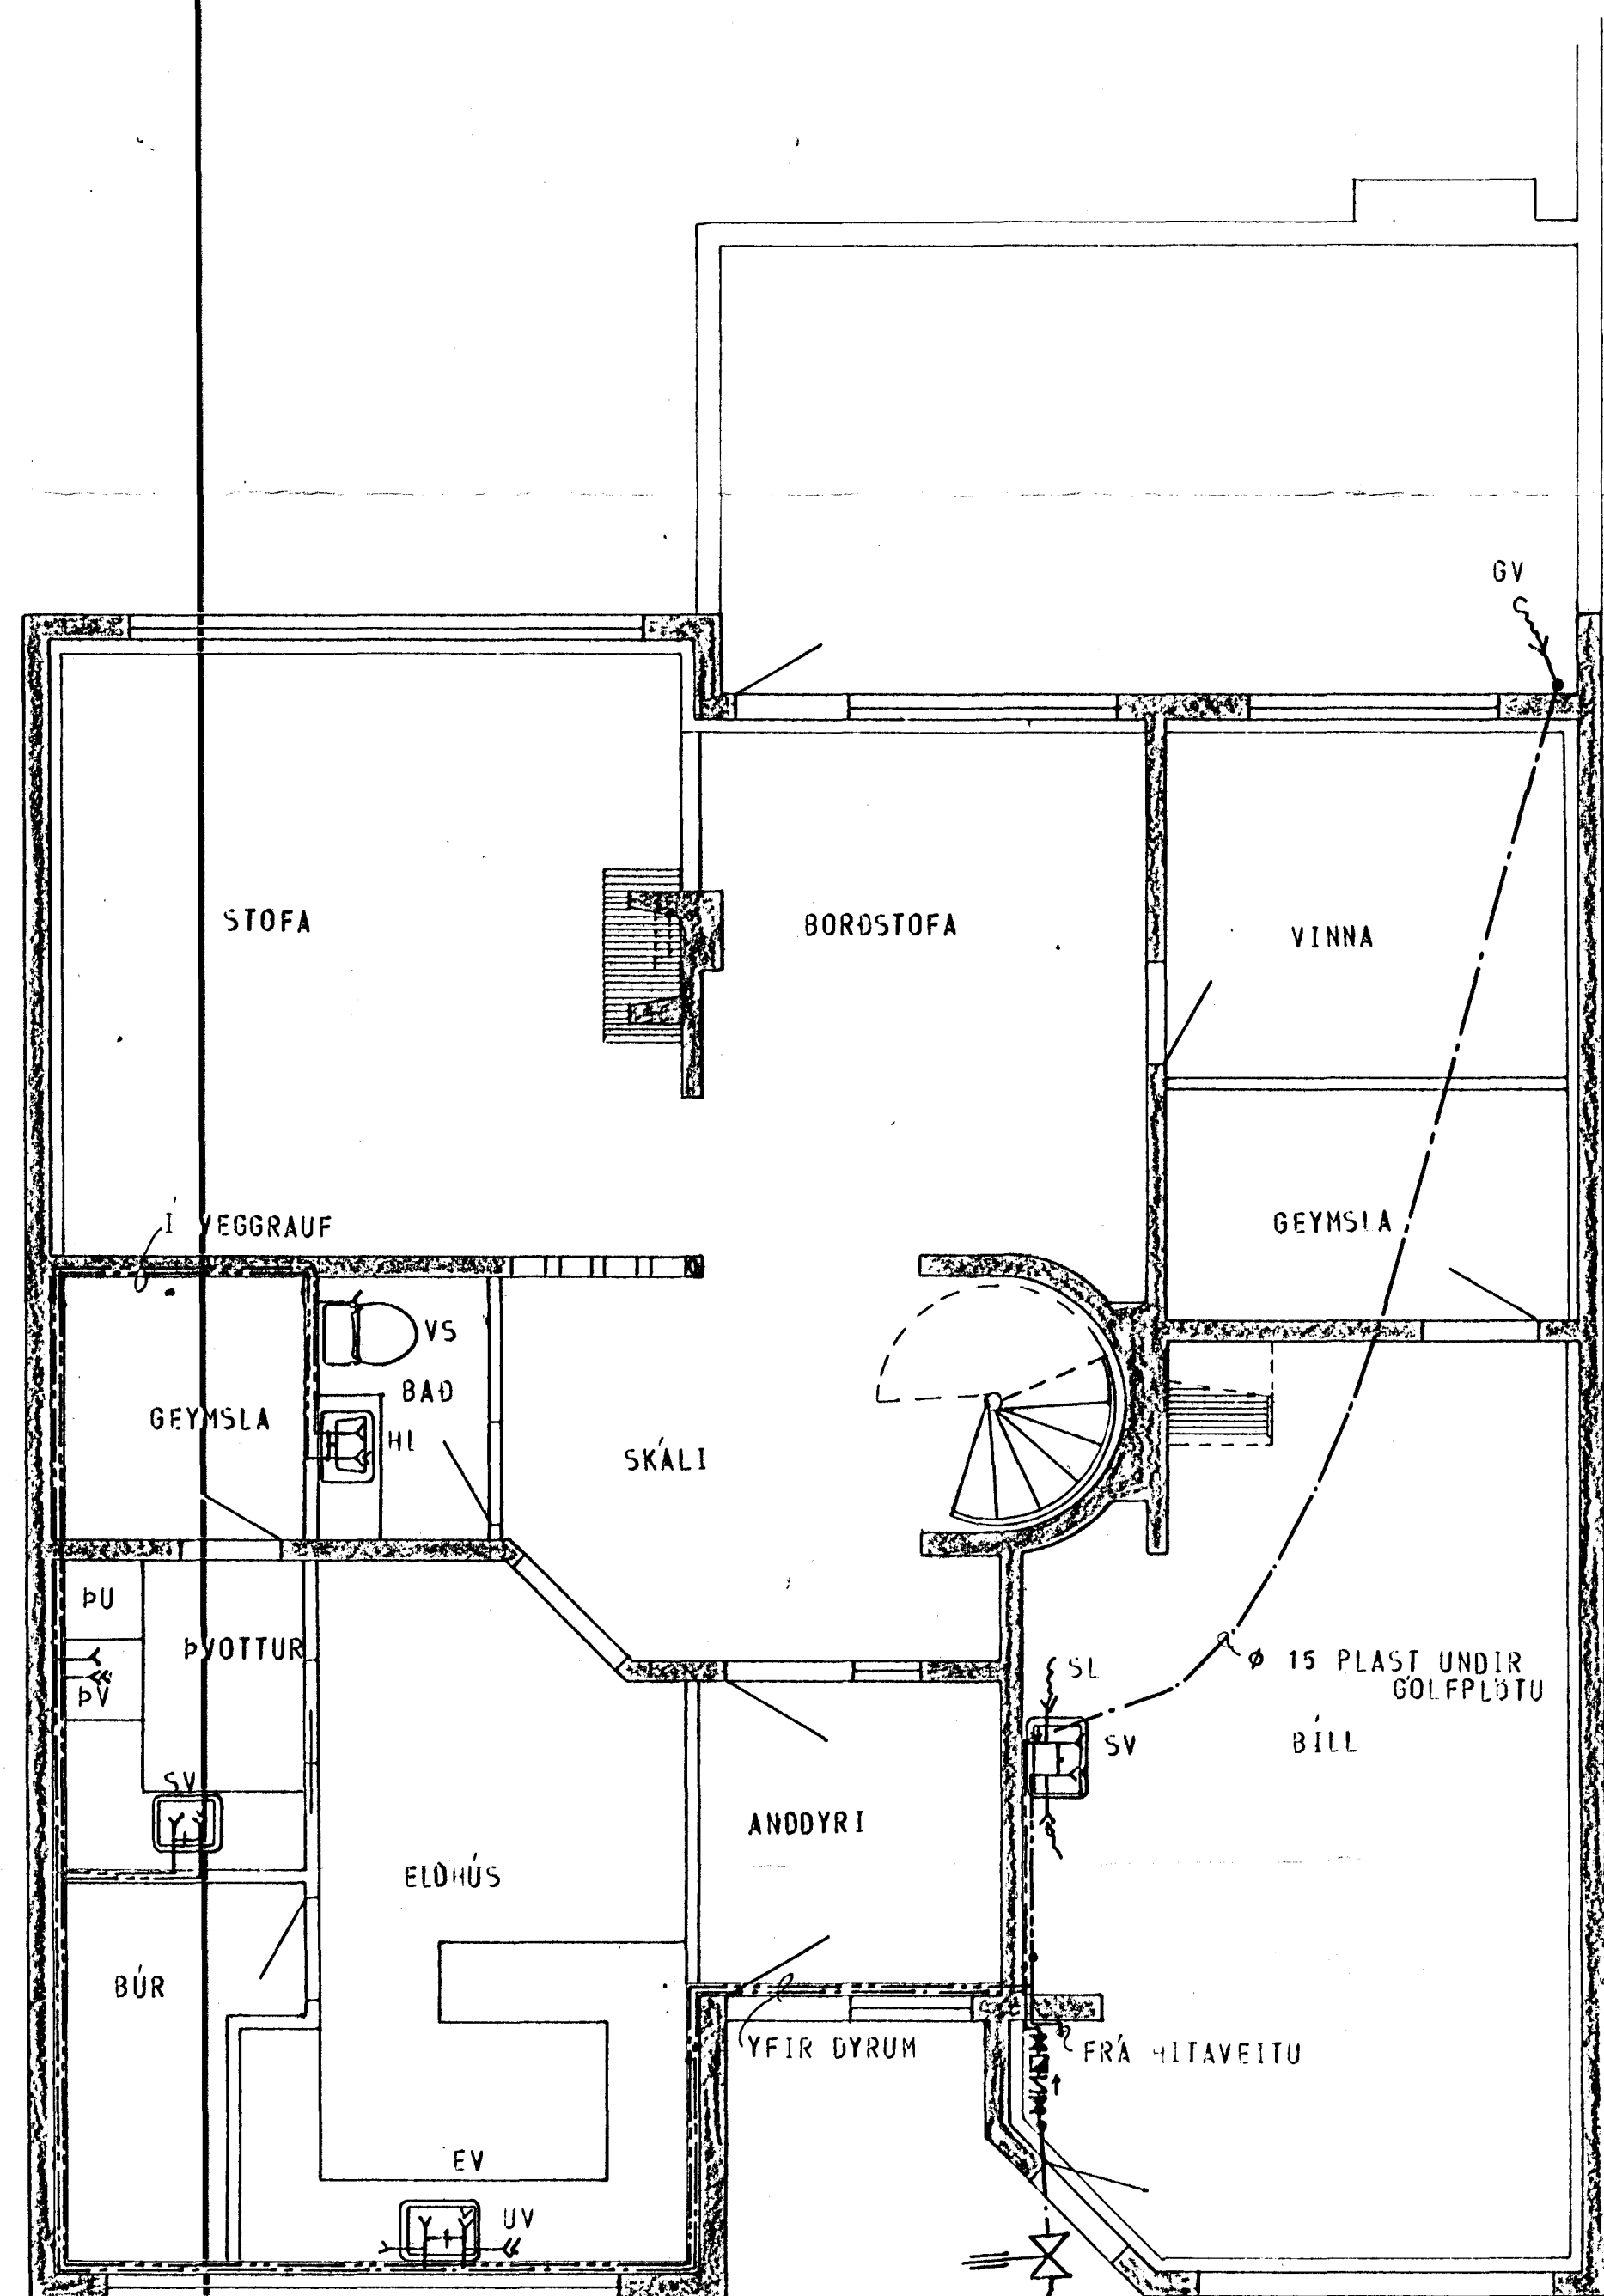 GV
STOFA
BORÐSTOFA
VINNA
Í VEGGRAUF
GEYMSLA
VS
BAÐ
GEYMSLA
HL
SKÁLI
ÞU
ÞVOTTUR
ÞV
SL
Ø 15 PLAST UNDIR
GÓLFPLÖTU
SV
BÍLL
SV
ANDDYRI
ELDHÚS
BÚR
YFIR DYRUM
FRÁ HITAVEITU
EV
UV